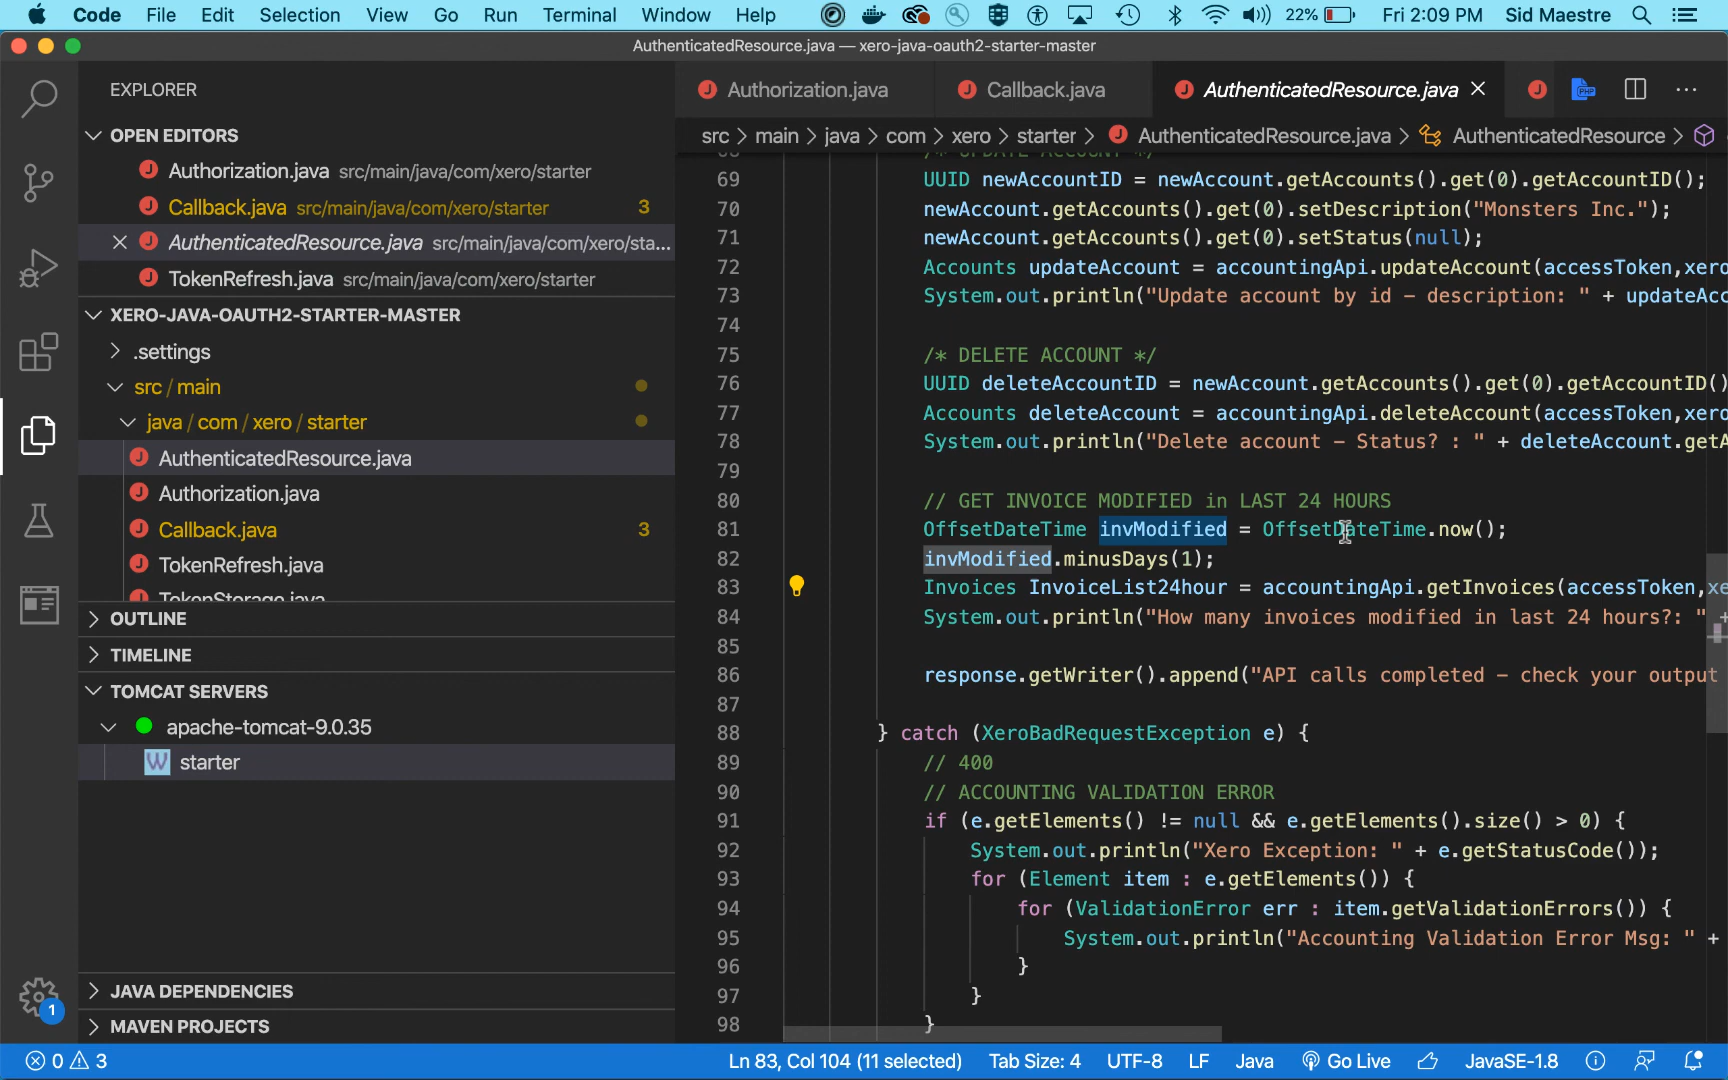 Code File Edit Selection View Go Run Terminal Window Help 22% Fri 2:09 PM Sid Maestre
AuthenticatedResource.java — xero-java-oauth2-starter-master
EXPLORER
Authorization.java Callback.java AuthenticatedResource.java PHP ...
OPEN EDITORS
src > main > java > com > xero > starter > AuthenticatedResource.java > AuthenticatedResource >
Authorization.java src/main/java/com/xero/starter
Callback.java src/main/java/com/xero/starter 3
AuthenticatedResource.java src/main/java/com/xero/sta...
TokenRefresh.java src/main/java/com/xero/starter
XERO-JAVA-OAUTH2-STARTER-MASTER
.settings
src / main
java / com / xero / starter
AuthenticatedResource.java
Authorization.java
Callback.java 3
TokenRefresh.java
TokenStorage.java
OUTLINE
TIMELINE
TOMCAT SERVERS
apache-tomcat-9.0.35
W starter
JAVA DEPENDENCIES
MAVEN PROJECTS
1
68 /* UPDATE ACCOUNT */
69 UUID newAccountID = newAccount.getAccounts().get(0).getAccountID();
70 newAccount.getAccounts().get(0).setDescription("Monsters Inc.");
71 newAccount.getAccounts().get(0).setStatus(null);
72 Accounts updateAccount = accountingApi.updateAccount(accessToken,xero
73 System.out.println("Update account by id – description: " + updateAcc
74
75 /* DELETE ACCOUNT */
76 UUID deleteAccountID = newAccount.getAccounts().get(0).getAccountID()
77 Accounts deleteAccount = accountingApi.deleteAccount(accessToken,xero
78 System.out.println("Delete account – Status? : " + deleteAccount.getA
79
80 // GET INVOICE MODIFIED in LAST 24 HOURS
81 OffsetDateTime invModified = OffsetDateTime.now();
82 invModified.minusDays(1);
83 Invoices InvoiceList24hour = accountingApi.getInvoices(accessToken,xe
84 System.out.println("How many invoices modified in last 24 hours?: " +
85
86 response.getWriter().append("API calls completed – check your output
87
88 } catch (XeroBadRequestException e) {
89 // 400
90 // ACCOUNTING VALIDATION ERROR
91 if (e.getElements() != null && e.getElements().size() > 0) {
92 System.out.println("Xero Exception: " + e.getStatusCode());
93 for (Element item : e.getElements()) {
94 for (ValidationError err : item.getValidationErrors()) {
95 System.out.println("Accounting Validation Error Msg: " +
96 }
97 }
98 }
0 3 Ln 83, Col 104 (11 selected) Tab Size: 4 UTF-8 LF Java Go Live JavaSE-1.8